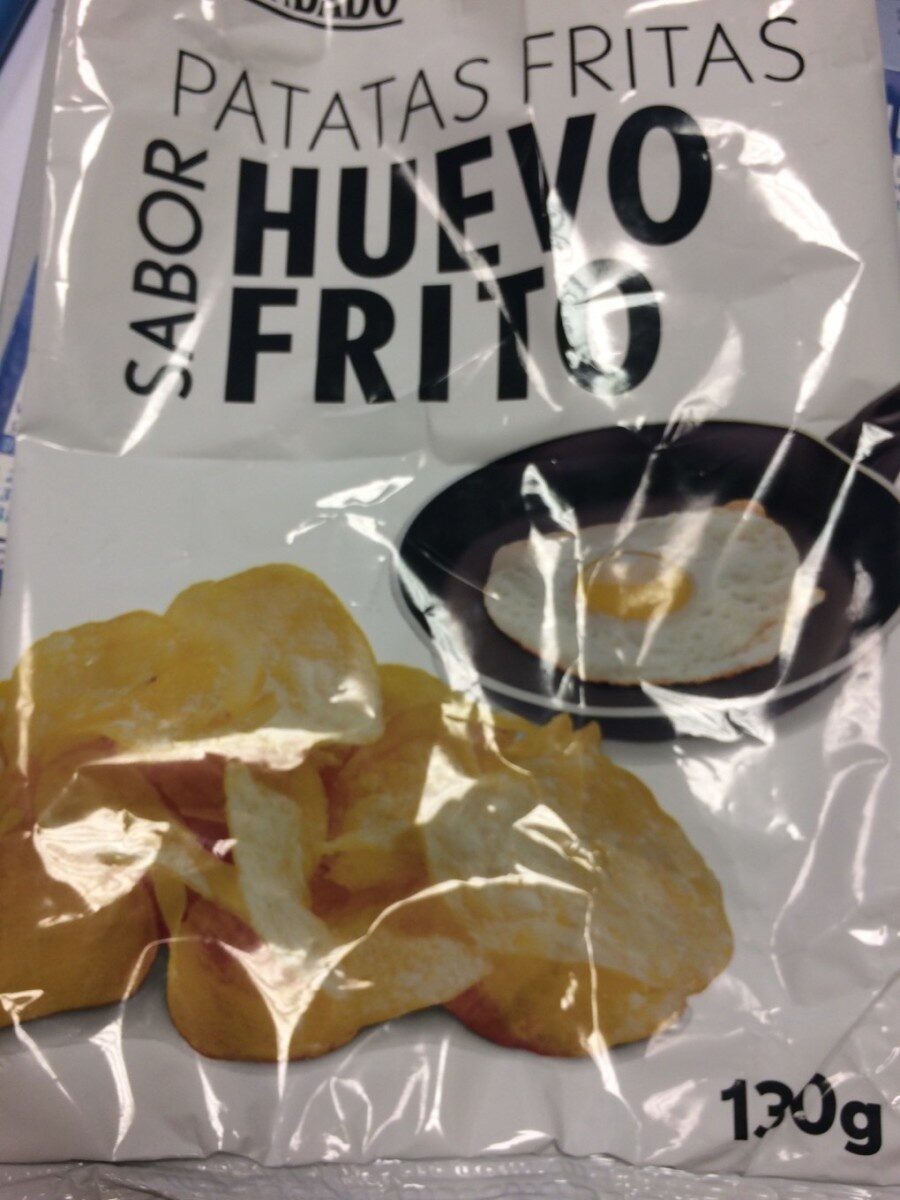 PATATAS FRITAS
SABOR
HUEVO
FRITO
130g